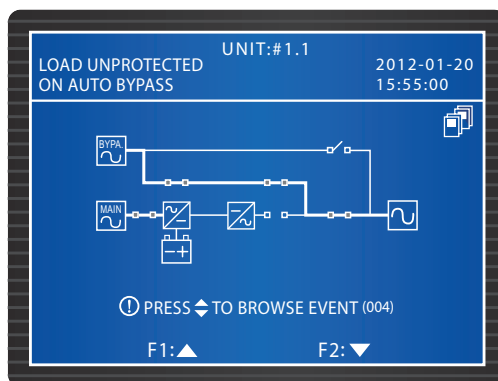 UNIT:#1.1
LOAD UNPROTECTED
ON AUTO BYPASS
2012-01-20
15:55:00
BYPA.
MAIN
PRESS TO BROWSE EVENT (004)
F1:
F2: